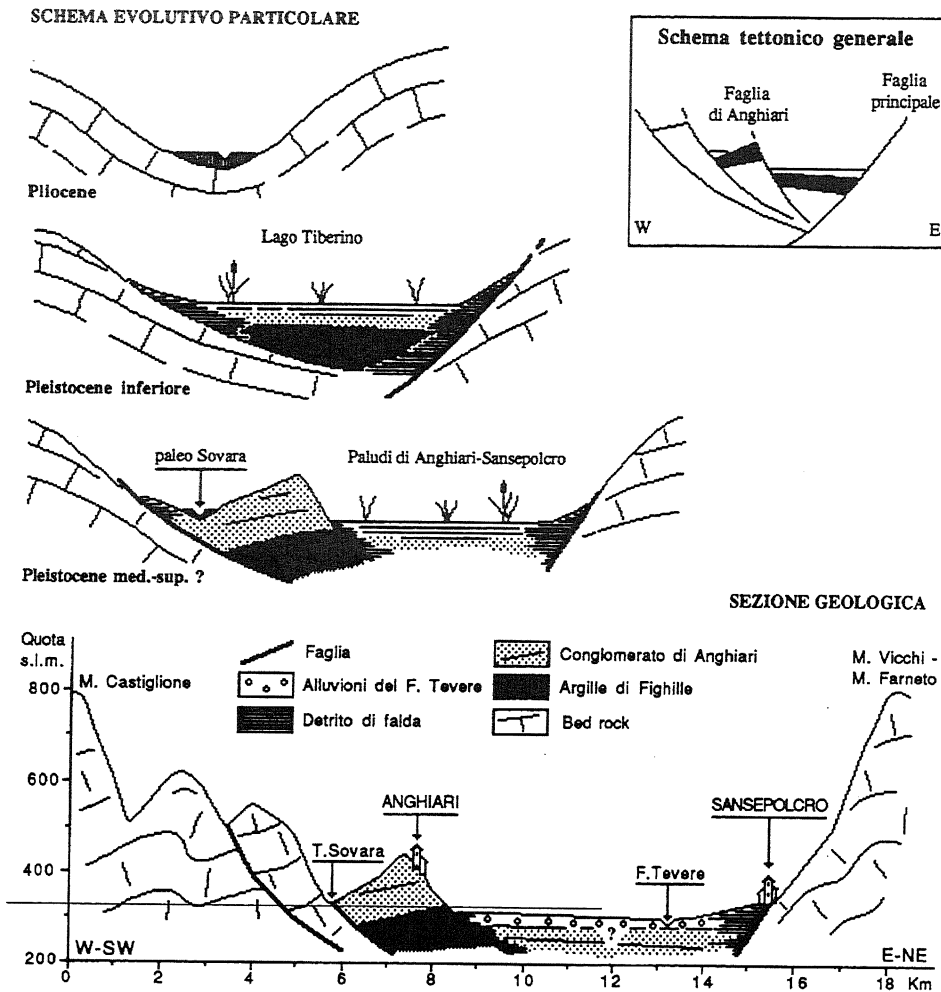 SCHEMA EVOLUTIVO PARTICOLARE
Pliocene
Lago Tiberino
Pleistocene inferiore
paleo Sovara
Paludi di Anghiari-Sansepolcro
Pleistocene med.-sup. ?
Schema tettonico generale
Faglia
di Anghiari
Faglia
principale
W
E
SEZIONE GEOLOGICA
Quota
s.l.m.
Faglia
Alluvioni del F. Tevere
Detrito di falda
Conglomerato di Anghiari
Argille di Fighille
Bed rock
M. Castiglione
M. Vicchi -
M. Farneto
800
600
400
200
T.Sovara
ANGHIARI
F.Tevere
SANSEPOLCRO
?
W-SW
E-NE
0 2 4 6 8 10 12 14 16 18 Km